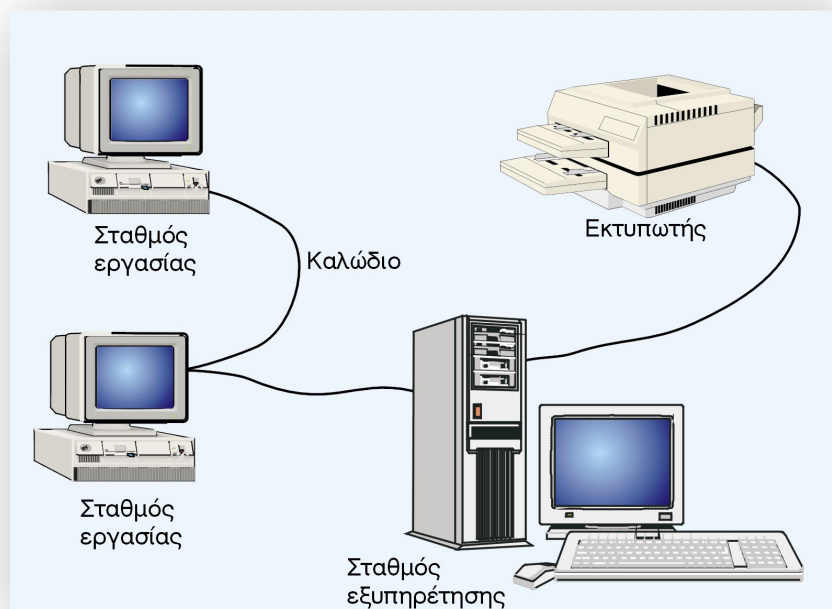 Σταθμός
εργασίας
Καλώδιο
Εκτυπωτής
Σταθμός
εργασίας
Σταθμός
εξυπηρέτησης